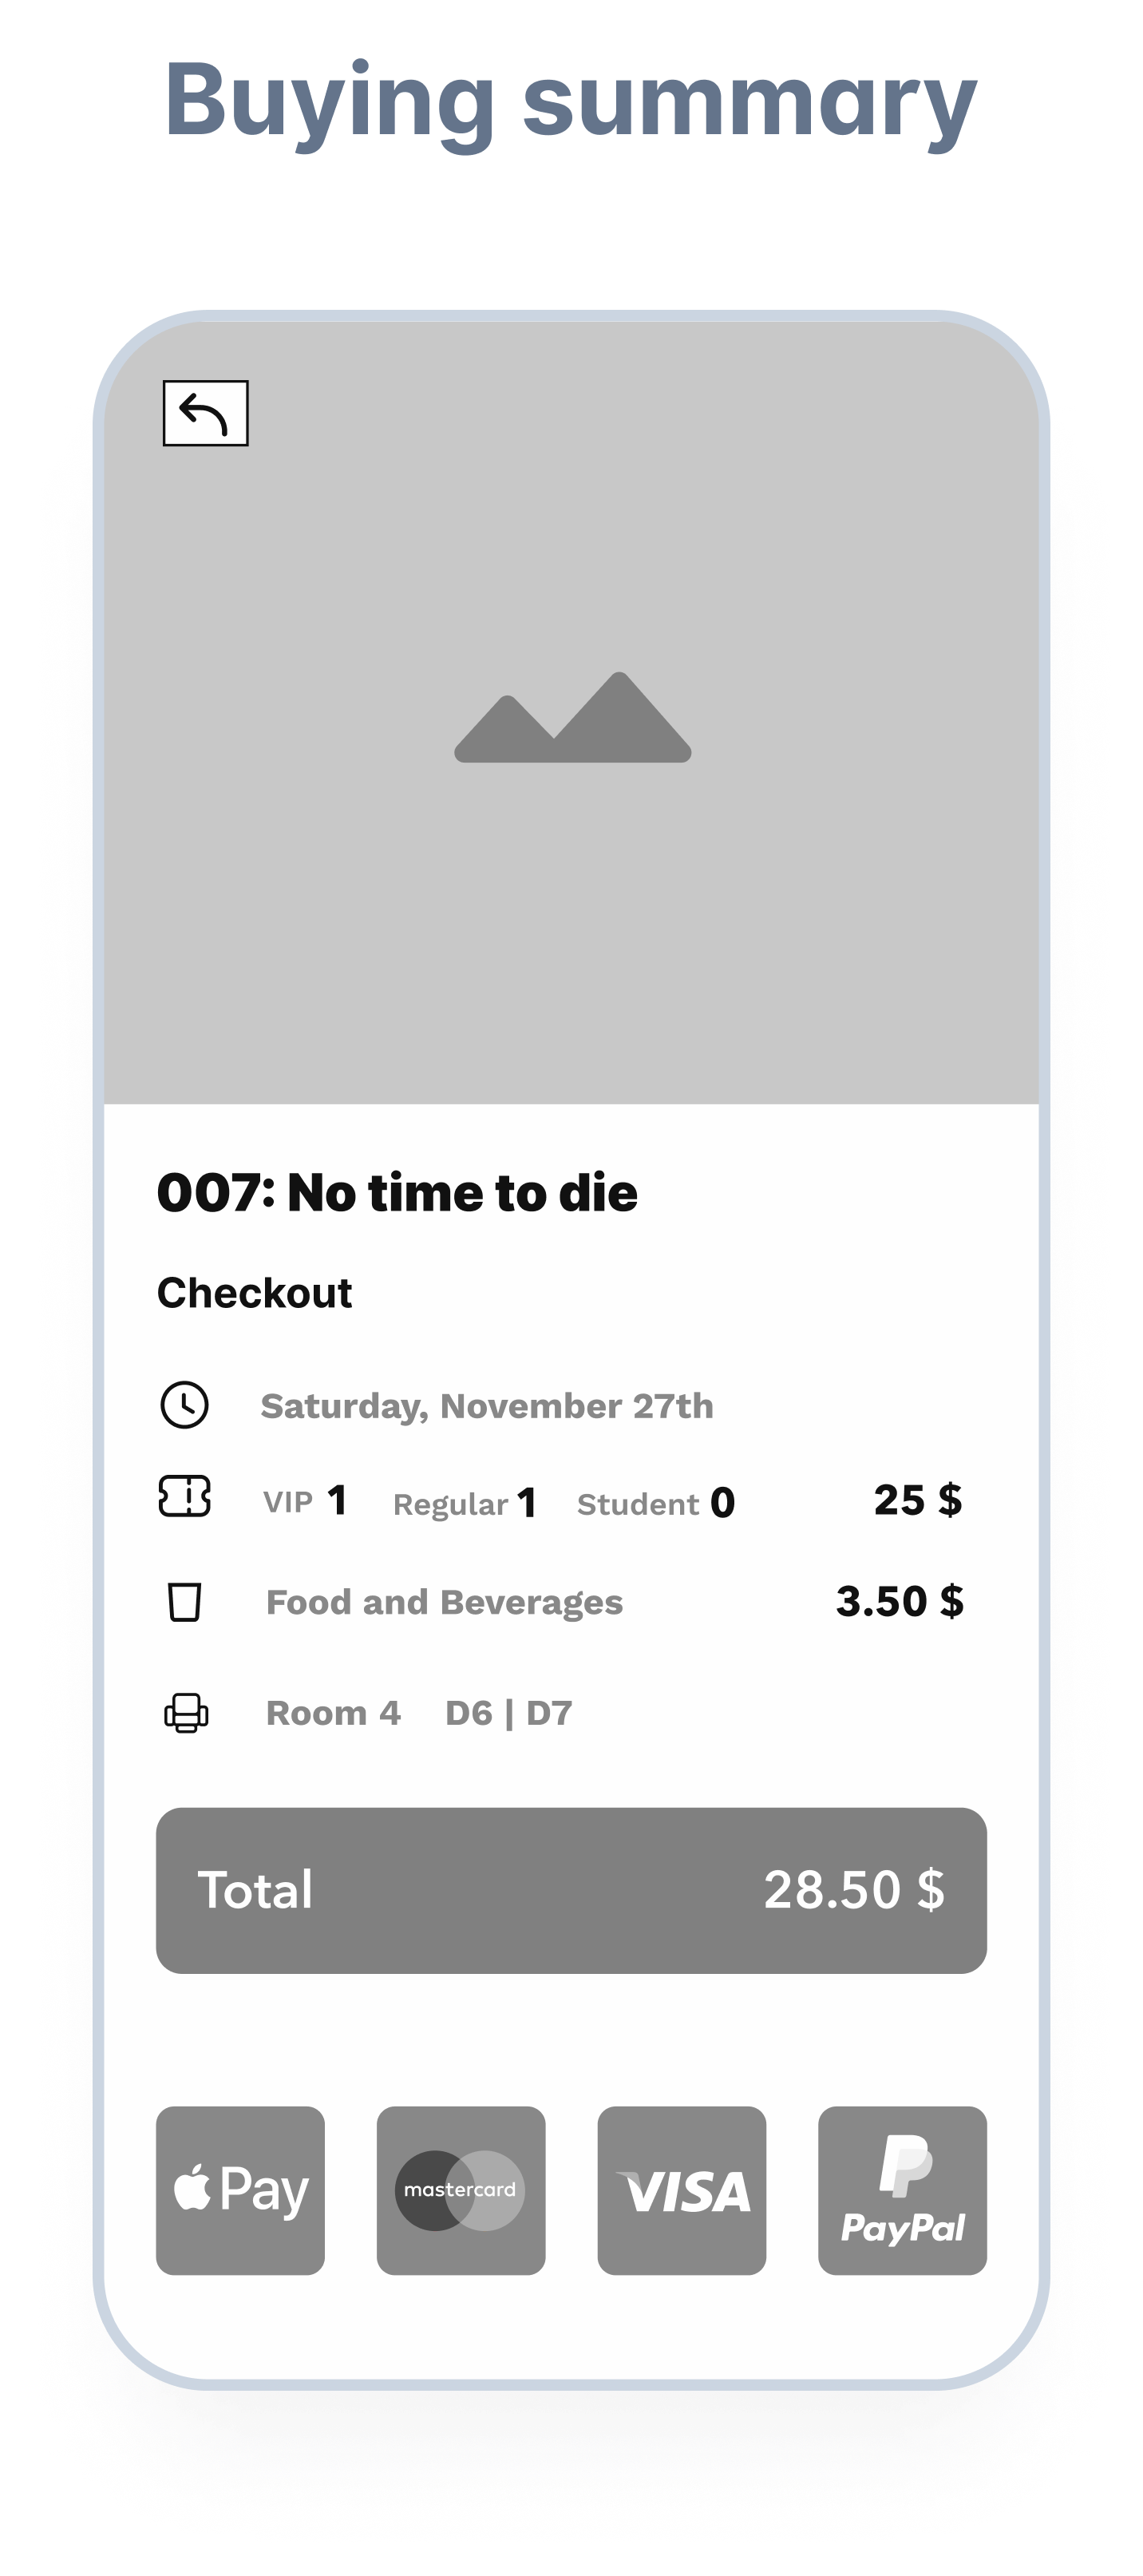 Buying summary
007: No time to die
Checkout
Saturday, November 27th
VIP 1 Regular 1 Student 0 25 $
Food and Beverages 3.50 $
Room 4 D6 | D7
Total 28.50 $
Pay mastercard VISA PayPal